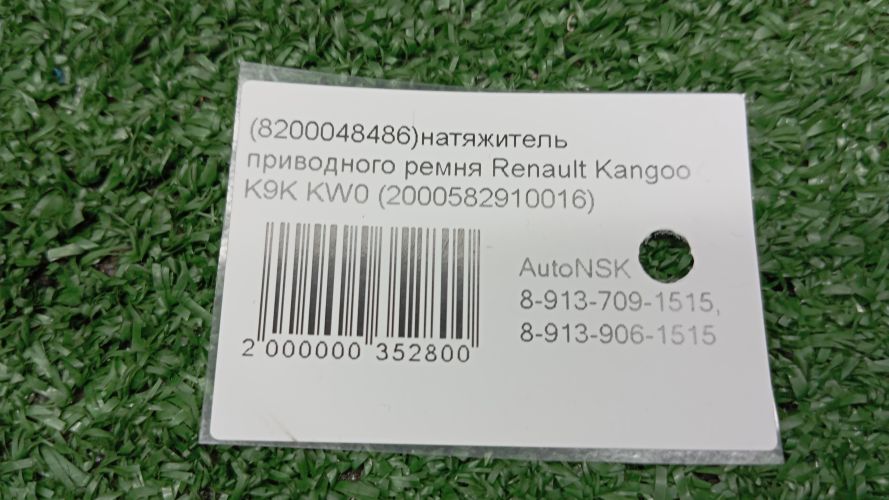 (8200048486)натяжитель
приводного ремня Renault Kangoo
K9K KW0 (2000582910016)
AutoNSK
8-913-709-1515,
8-913-906-1515
2 000000 352800